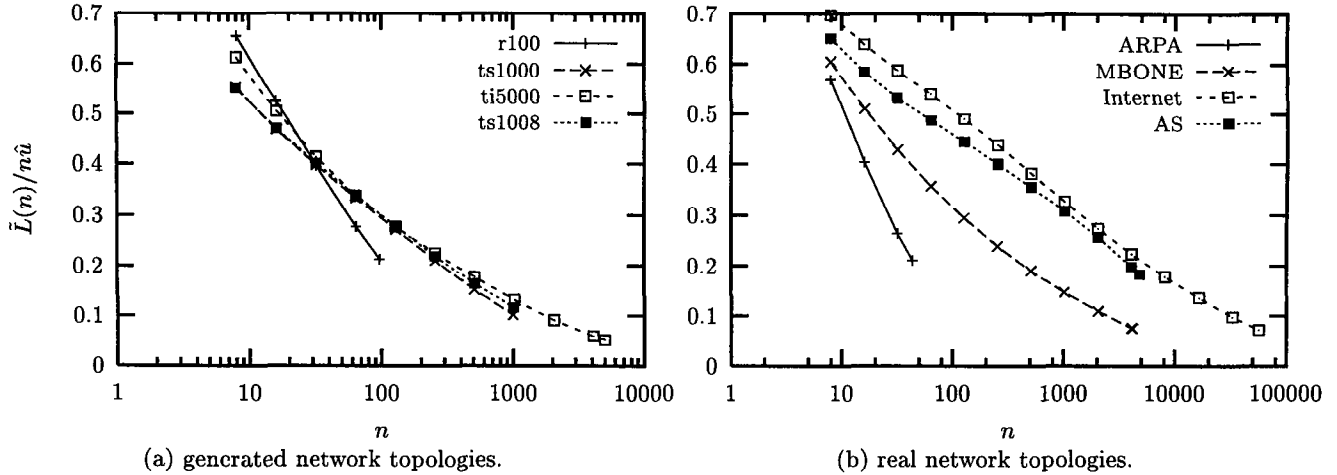 0.7
0.6
0.5
0.4
0.3
0.2
0.1
0
L̃(n)/nû
r100
ts1000
ti5000
ts1008
1 10 100 1000 10000
n
(a) gencrated network topologies.
0.7
0.6
0.5
0.4
0.3
0.2
0.1
0
ARPA
MBONE
Internet
AS
1 10 100 1000 10000 100000
n
(b) real network topologies.